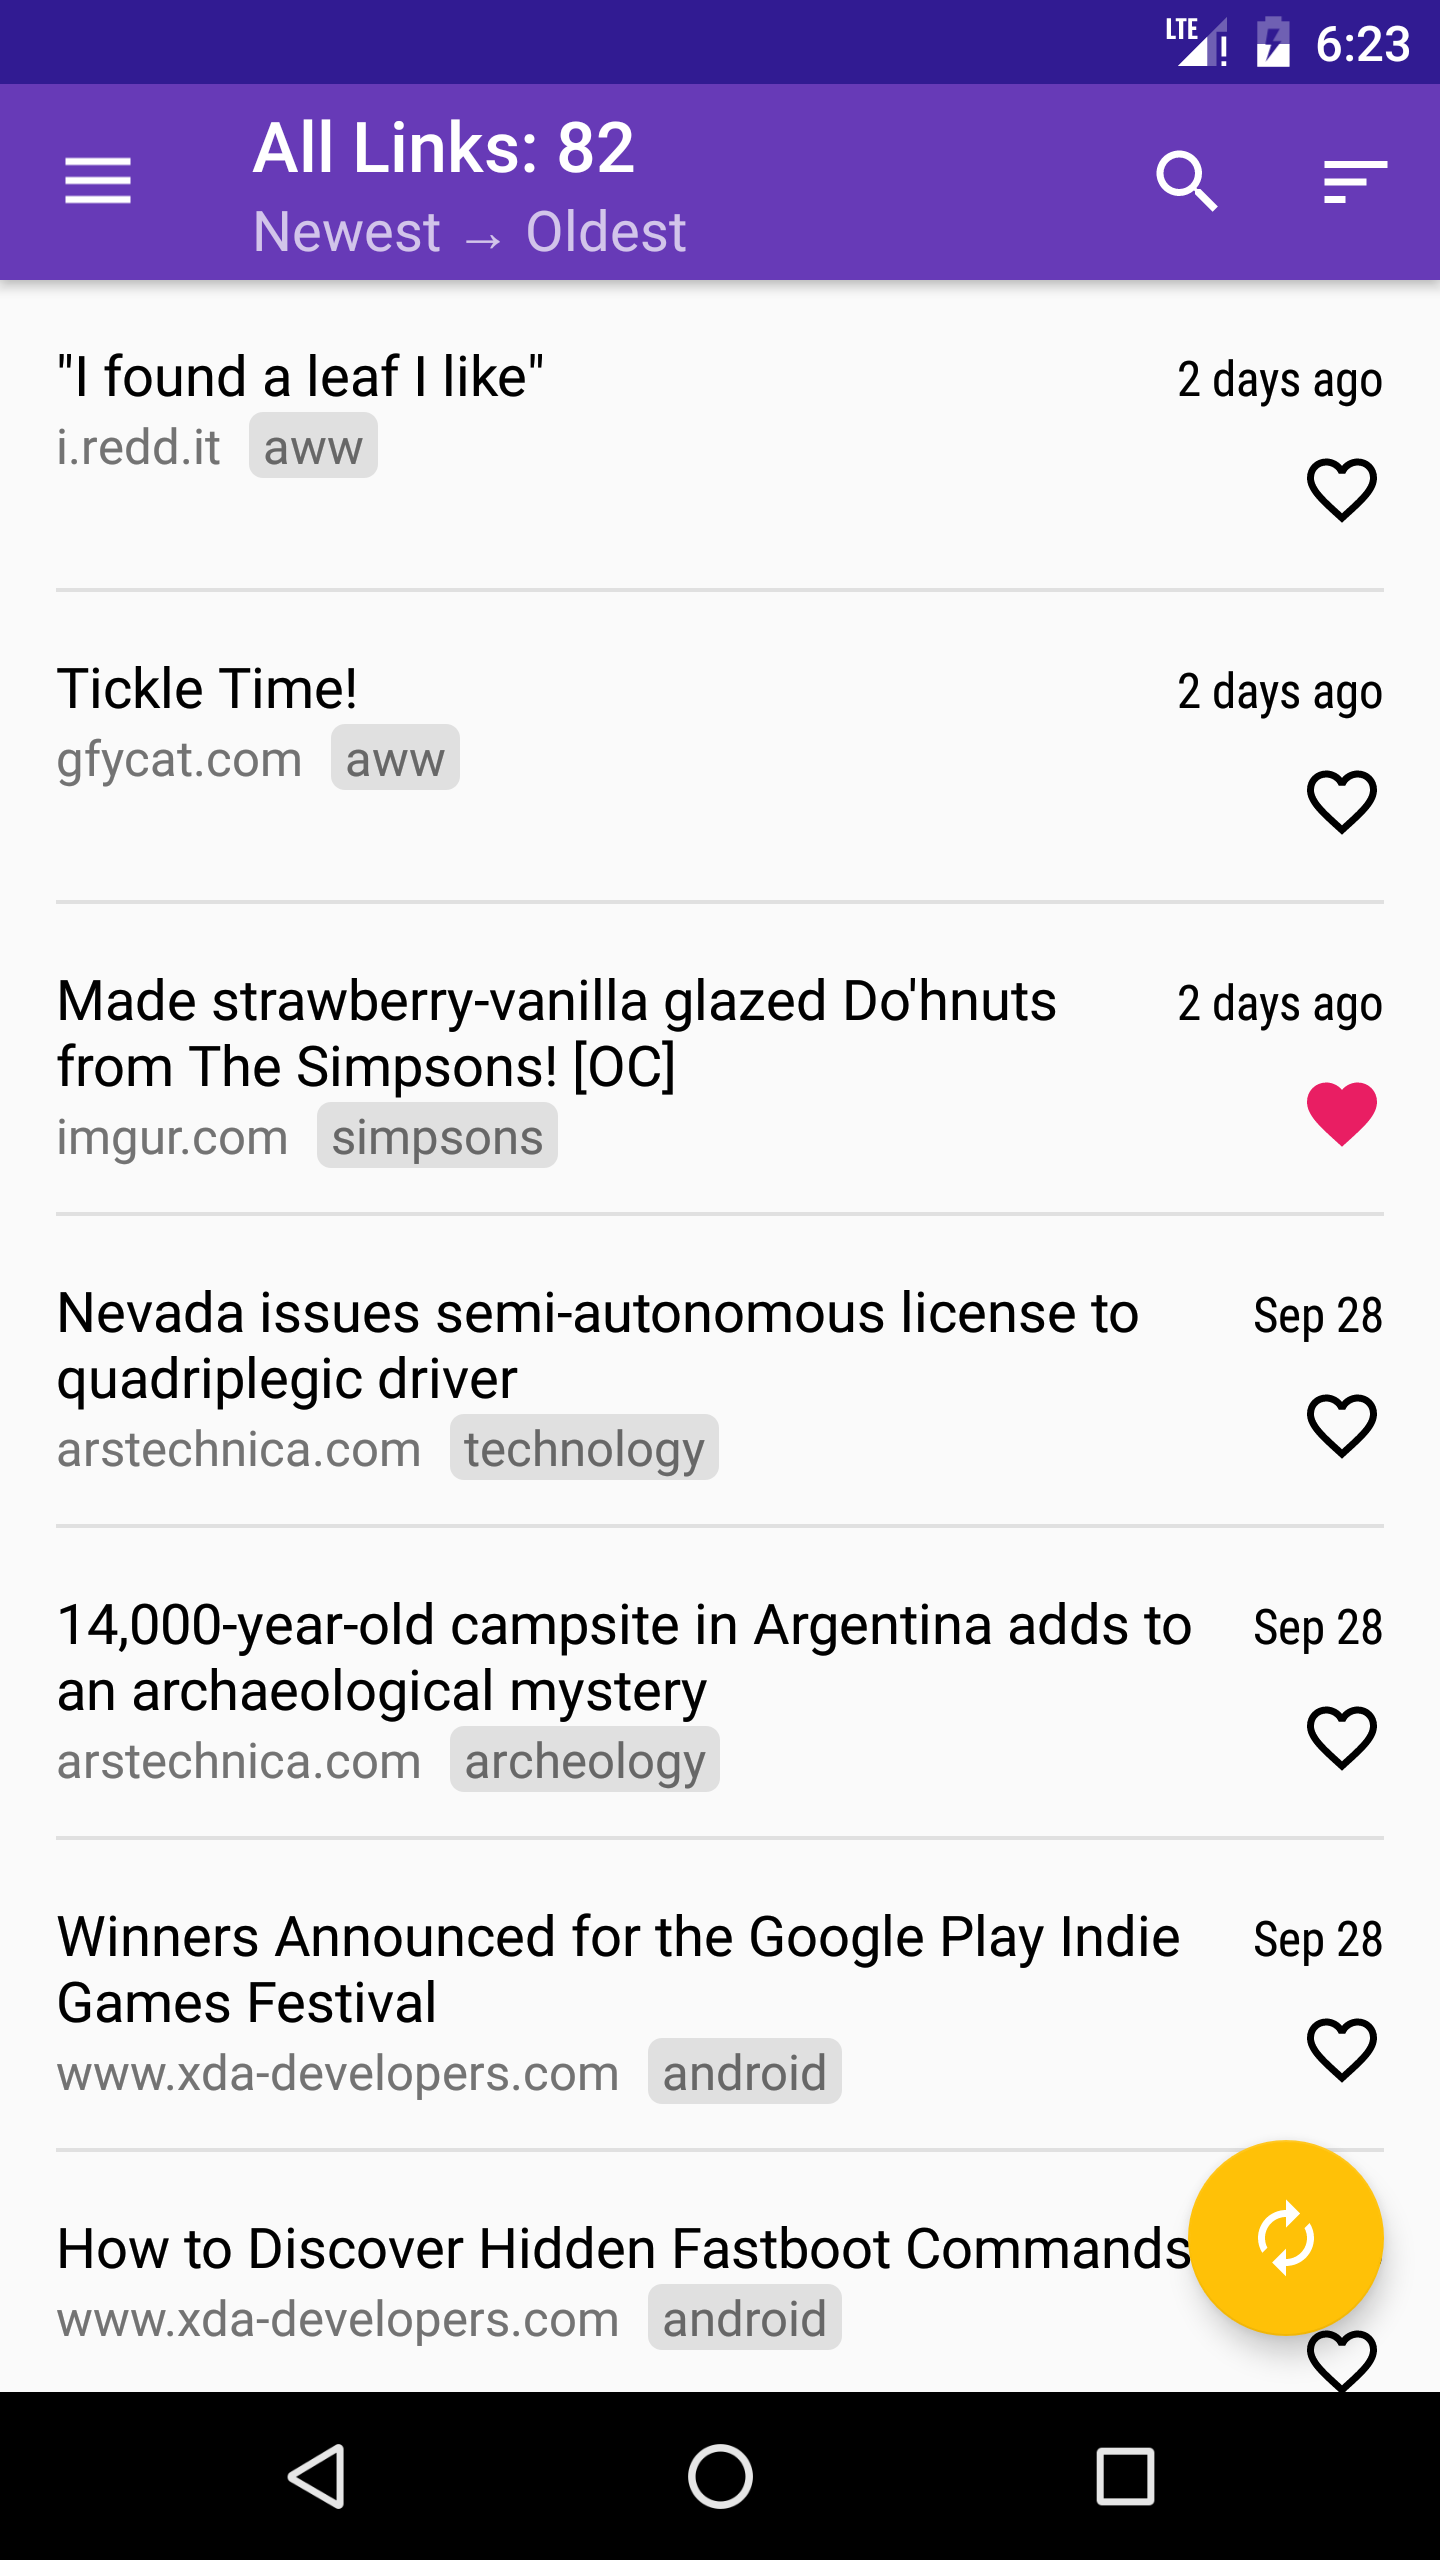 LTE 6:23
All Links: 82
Newest → Oldest
"I found a leaf I like" 2 days ago
i.redd.it aww
Tickle Time! 2 days ago
gfycat.com aww
Made strawberry-vanilla glazed Do'hnuts 2 days ago
from The Simpsons! [OC]
imgur.com simpsons
Nevada issues semi-autonomous license to Sep 28
quadriplegic driver
arstechnica.com technology
14,000-year-old campsite in Argentina adds to Sep 28
an archaeological mystery
arstechnica.com archeology
Winners Announced for the Google Play Indie Sep 28
Games Festival
www.xda-developers.com android
How to Discover Hidden Fastboot Commands
www.xda-developers.com android